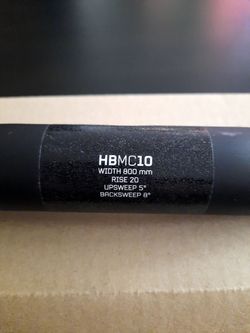 HBMC10
WIDTH 800 mm
RISE 20
UPSWEEP 5°
BACKSWEEP 8°